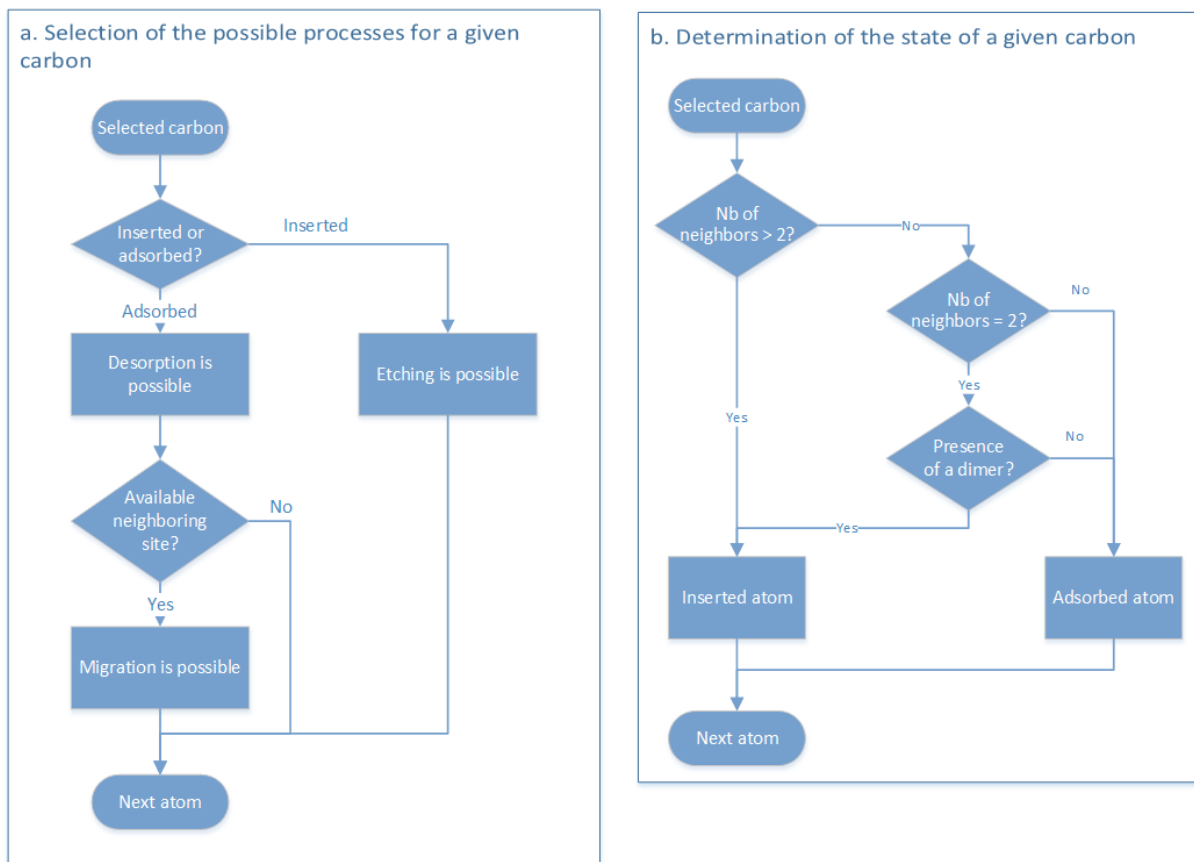 a. Selection of the possible processes for a given
carbon
Selected carbon
Inserted or
adsorbed?
Inserted
Adsorbed
Desorption is
possible
Etching is possible
Available
neighboring
site?
No
Yes
Migration is possible
Next atom
b. Determination of the state of a given carbon
Selected carbon
Nb of
neighbors > 2?
No
Nb of
neighbors = 2?
No
Yes
Yes
Presence
of a dimer?
No
Yes
Inserted atom
Adsorbed atom
Next atom